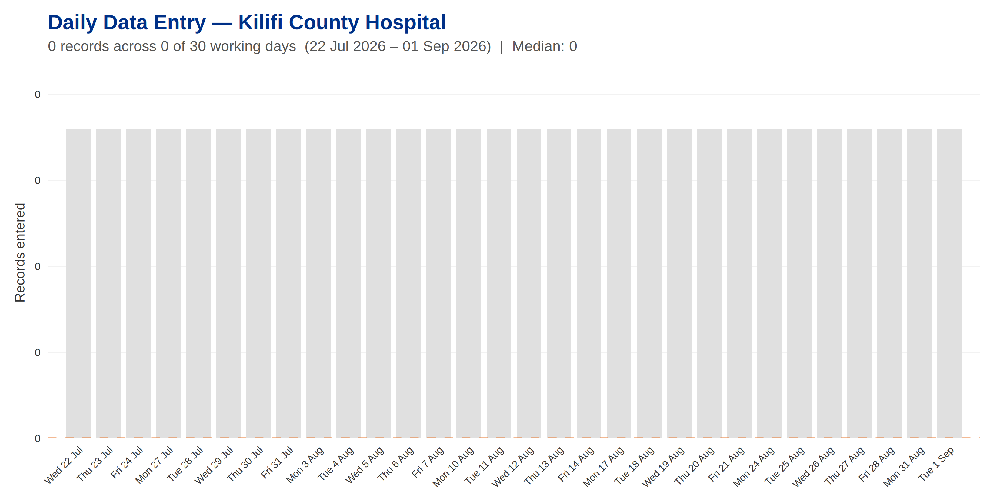 Daily Data Entry — Kilifi County Hospital
0 records across 0 of 30 working days  (22 Jul 2026 – 01 Sep 2026)  |  Median: 0
0
0
0
0
0
Records entered
Wed 22 Jul
Thu 23 Jul
Fri 24 Jul
Mon 27 Jul
Tue 28 Jul
Wed 29 Jul
Thu 30 Jul
Fri 31 Jul
Mon 3 Aug
Tue 4 Aug
Wed 5 Aug
Thu 6 Aug
Fri 7 Aug
Mon 10 Aug
Tue 11 Aug
Wed 12 Aug
Thu 13 Aug
Fri 14 Aug
Mon 17 Aug
Tue 18 Aug
Wed 19 Aug
Thu 20 Aug
Fri 21 Aug
Mon 24 Aug
Tue 25 Aug
Wed 26 Aug
Thu 27 Aug
Fri 28 Aug
Mon 31 Aug
Tue 1 Sep